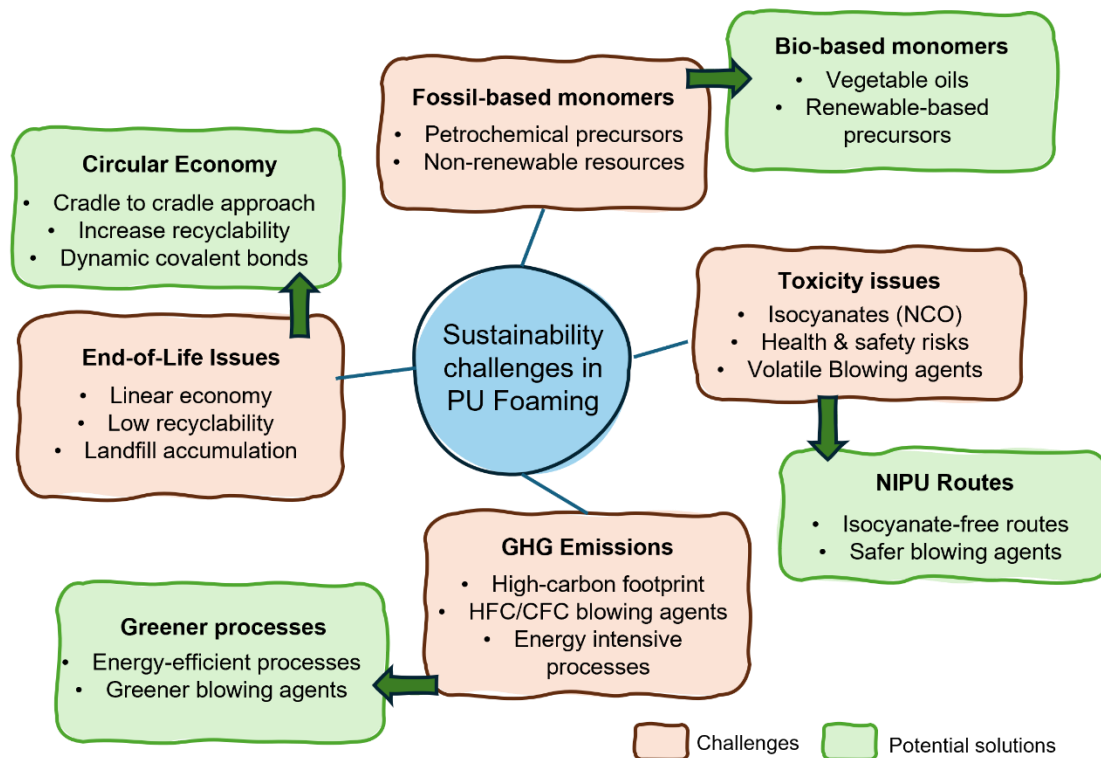 Bio-based monomers
• Vegetable oils
• Renewable-based
precursors
Fossil-based monomers
• Petrochemical precursors
• Non-renewable resources
Circular Economy
• Cradle to cradle approach
• Increase recyclability
• Dynamic covalent bonds
Toxicity issues
• Isocyanates (NCO)
• Health & safety risks
• Volatile Blowing agents
Sustainability
challenges in
PU Foaming
End-of-Life Issues
• Linear economy
• Low recyclability
• Landfill accumulation
NIPU Routes
• Isocyanate-free routes
• Safer blowing agents
GHG Emissions
• High-carbon footprint
• HFC/CFC blowing agents
• Energy intensive
processes
Greener processes
• Energy-efficient processes
• Greener blowing agents
Challenges
Potential solutions